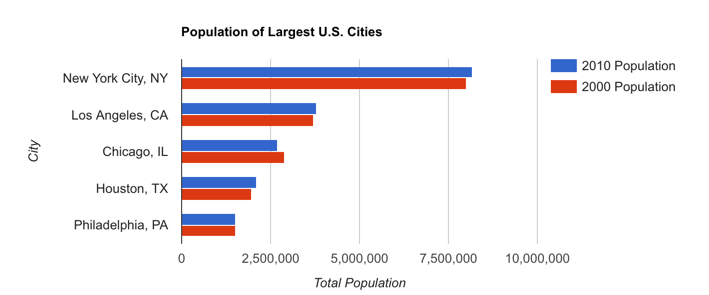 Population of Largest U.S. Cities
2010 Population
2000 Population
City
New York City, NY
Los Angeles, CA
Chicago, IL
Houston, TX
Philadelphia, PA
0 2,500,000 5,000,000 7,500,000 10,000,000
Total Population